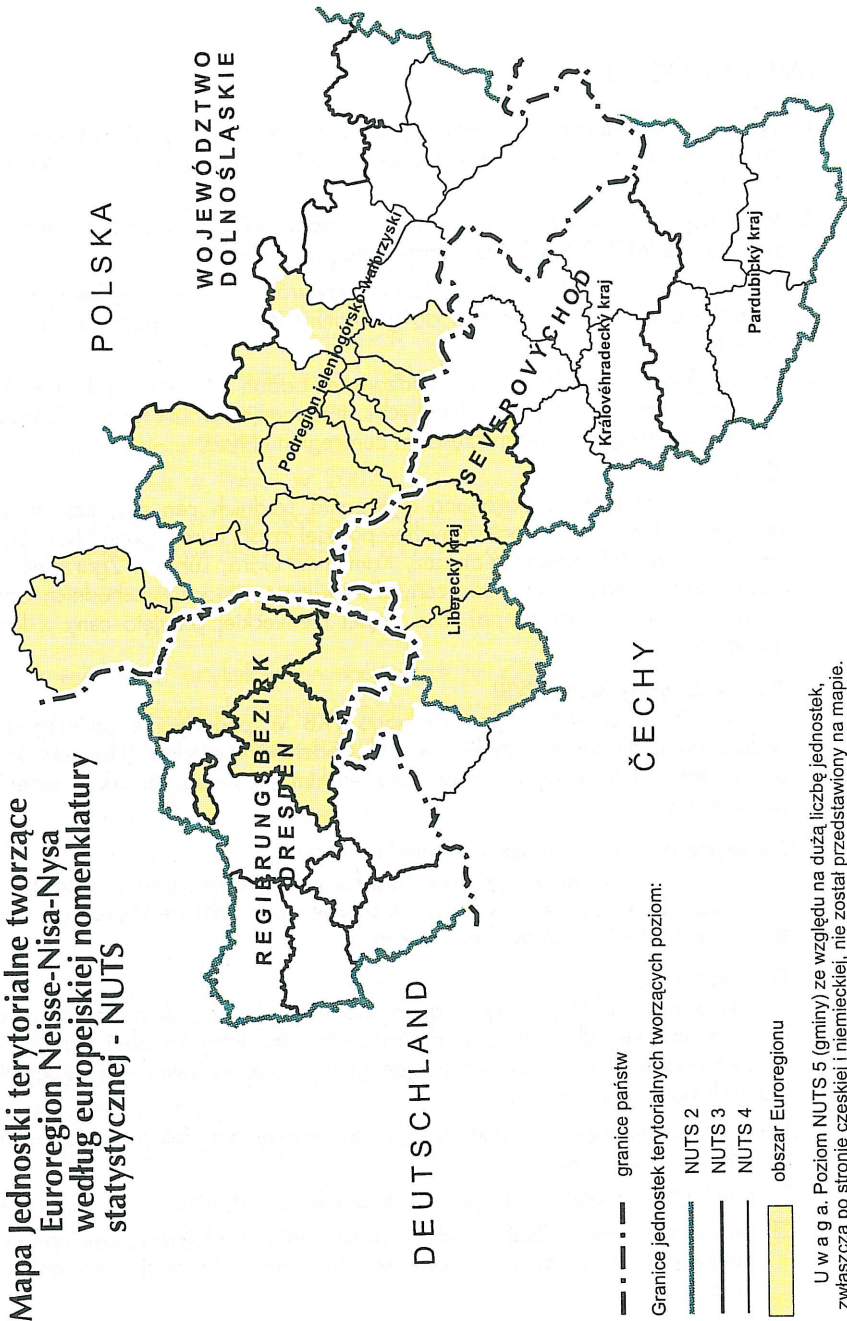 Mapa Jednostki terytorialne tworzące
Euroregion Neisse-Nisa-Nysa
według europejskiej nomenklatury
statystycznej - NUTS
POLSKA
WOJEWÓDZTWO
DOLNOŚLĄSKIE
Podregion jeleniogórsko-wałbrzyski
REGIERUNGSBEZIRK
DRESDEN
DEUTSCHLAND
SEVEROVÝCHOD
Liberecký kraj
Královéhradecký kraj
Pardubický kraj
ČECHY
granice państw
Granice jednostek terytorialnych tworzących poziom:
NUTS 2
NUTS 3
NUTS 4
obszar Euroregionu
U w a g a. Poziom NUTS 5 (gminy) ze względu na dużą liczbę jednostek,
zwłaszcza po stronie czeskiej i niemieckiej, nie został przedstawiony na mapie.